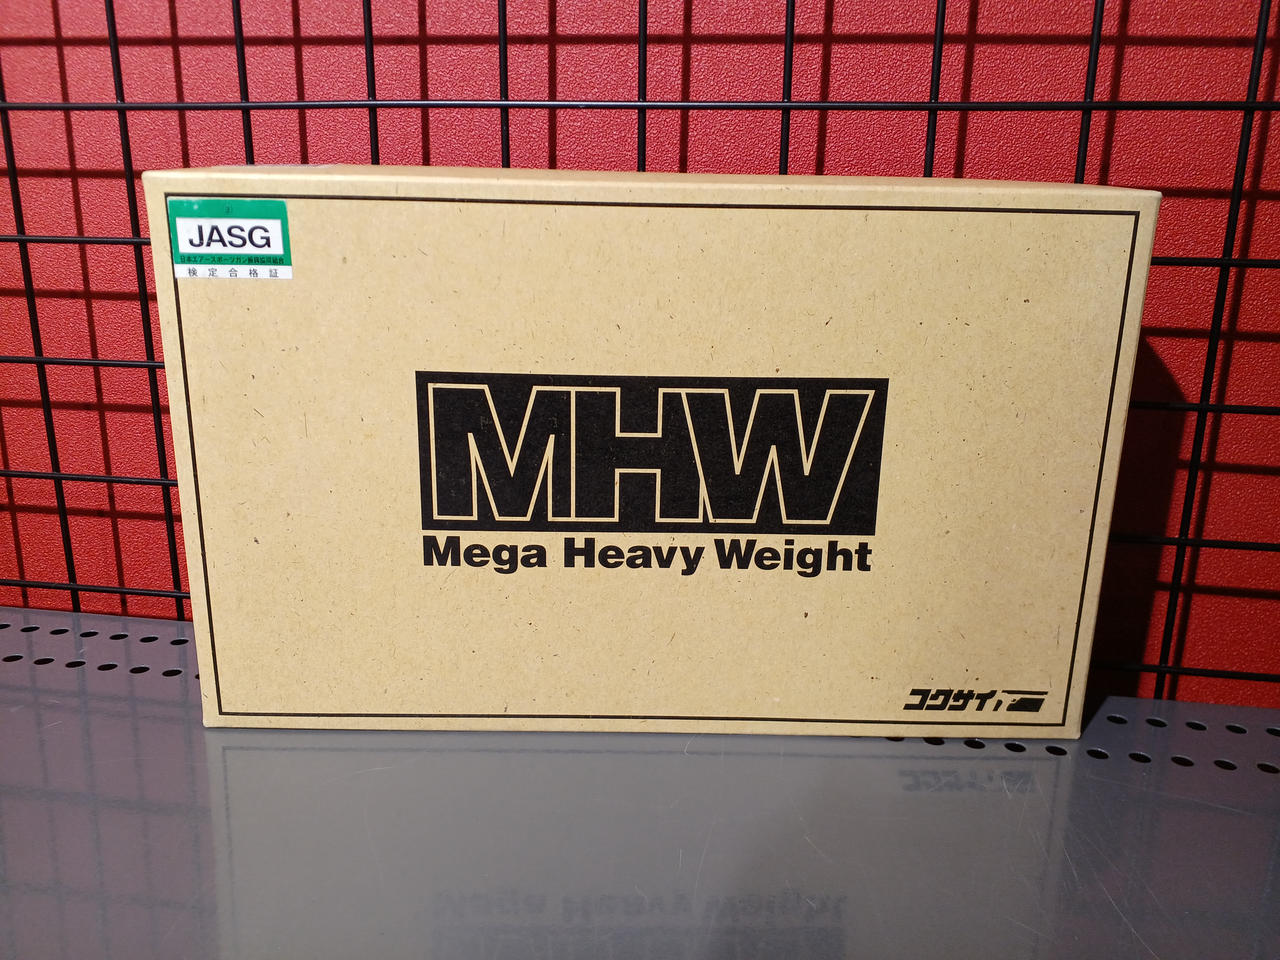 JASG
日本エアースポーツガン振興協同組合
検定合格証
MHW
Mega Heavy Weight
コクサイ